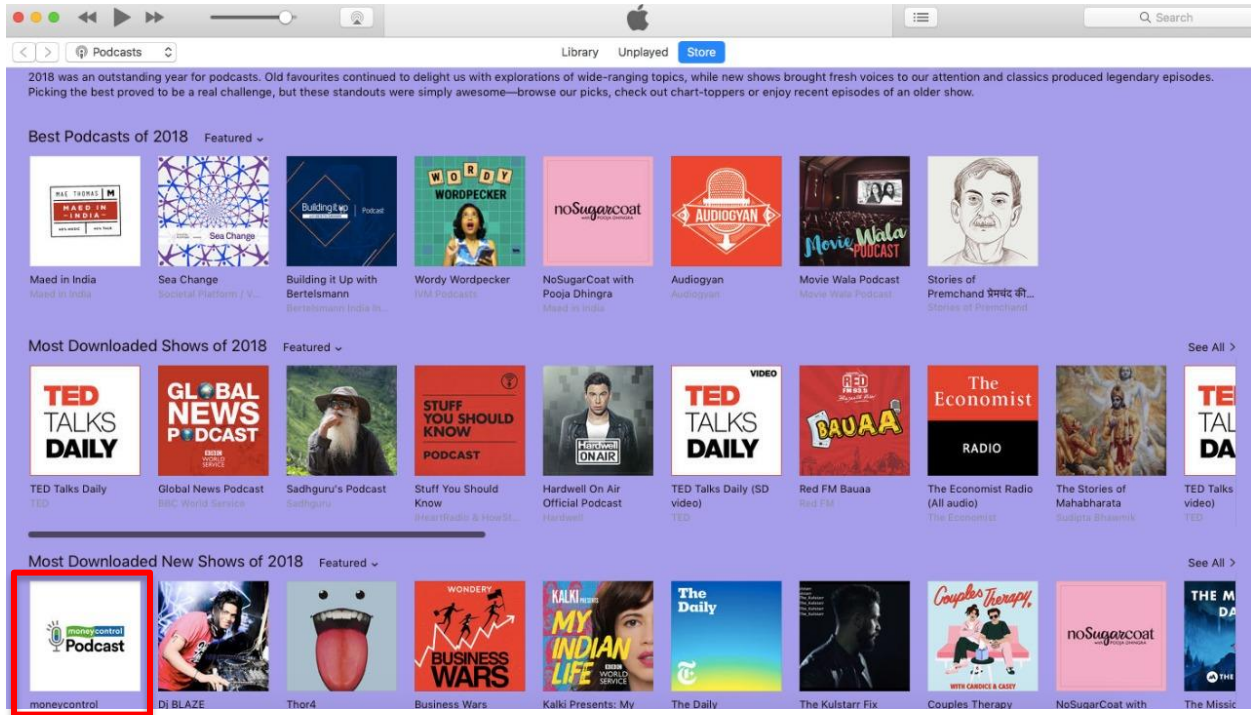 Search
Podcasts
Library Unplayed Store
2018 was an outstanding year for podcasts. Old favourites continued to delight us with explorations of wide-ranging topics, while new shows brought fresh voices to our attention and classics produced legendary episodes.
Picking the best proved to be a real challenge, but these standouts were simply awesome—browse our picks, check out chart-toppers or enjoy recent episodes of an older show.
Best Podcasts of 2018 Featured
MAE THOMAS M
MAED IN
-INDIA-
Sea Change
Building it up Podcast
WORDY
WORDPECKER
noSugarcoat
WITH POOJA DHINGRA
AUDIOGYAN
Movie Wala
PODCAST
Maed in India
Maed in India
Sea Change
Societal Platform / V...
Building it Up with
Bertelsmann
Bertelsmann India In...
Wordy Wordpecker
IVM Podcasts
NoSugarCoat with
Pooja Dhingra
Maed in India
Audiogyan
Audiogyan
Movie Wala Podcast
Movie Wala Podcast
Stories of
Premchand प्रेमचंद की...
Stories of Premchand
Most Downloaded Shows of 2018 Featured
See All >
TED
TALKS
DAILY
GLOBAL
NEWS
PODCAST
BBC
WORLD
SERVICE
STUFF
YOU SHOULD
KNOW
PODCAST
Hardwell
ON AIR
VIDEO
TED
TALKS
DAILY
RED
FM 93.5
BAUAA
The
Economist
RADIO
TE
TAL
DA
TED Talks Daily
TED
Global News Podcast
BBC World Service
Sadhguru's Podcast
Sadhguru
Stuff You Should
Know
iHeartRadio & HowSt...
Hardwell On Air
Official Podcast
Hardwell
TED Talks Daily (SD
video)
TED
Red FM Bauaa
Red FM
The Economist Radio
(All audio)
The Economist
The Stories of
Mahabharata
Sudipta Bhawmik
TED Talks
video)
TED
Most Downloaded New Shows of 2018 Featured
See All >
moneycontrol
Podcast
WONDERY
BUSINESS
WARS
KALKI PRESENTS
MY
INDIAN
LIFE
BBC
WORLD
SERVICE
The
Daily
Couples Therapy
WITH CANDICE & CASEY
noSugarcoat
WITH POOJA DHINGRA
THE M
DA
THE
moneycontrol
Dj BLAZE
Thor4
Business Wars
Kalki Presents: My
The Daily
The Kulstarr Fix
Couples Therapy
NoSugarCoat with
The Missio